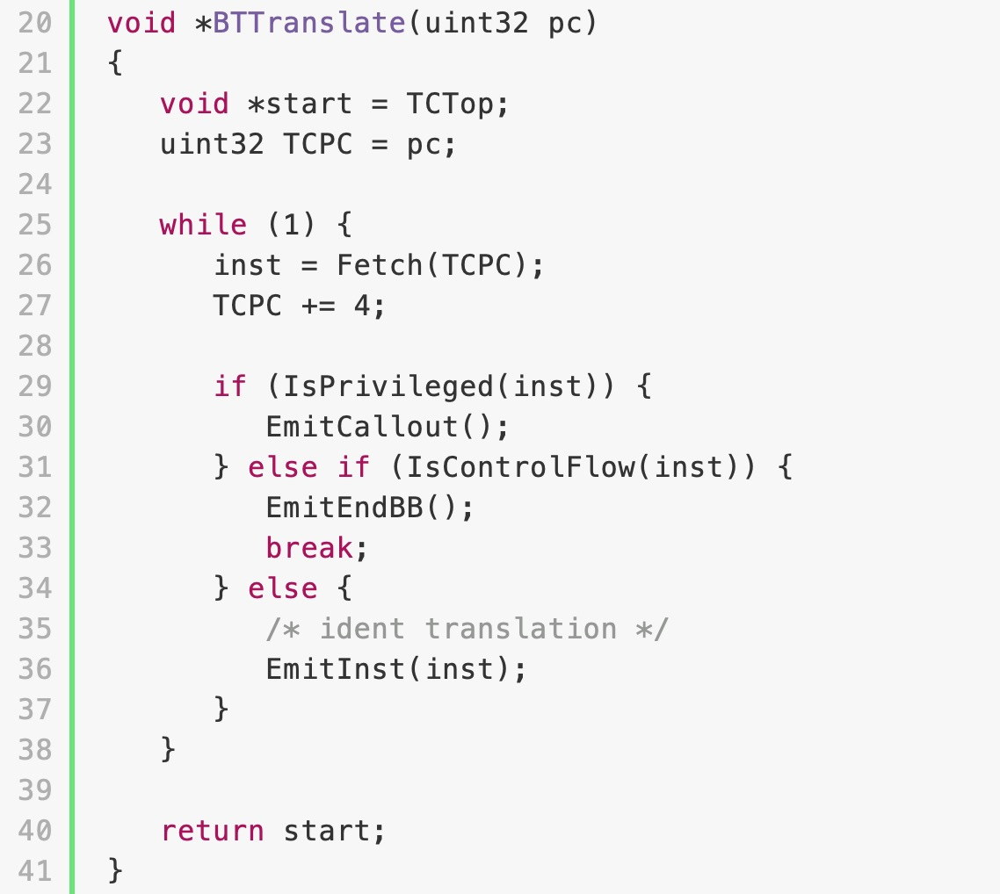 20 void *BTTranslate(uint32 pc)
21 {
22    void *start = TCTop;
23    uint32 TCPC = pc;
24
25    while (1) {
26       inst = Fetch(TCPC);
27       TCPC += 4;
28
29       if (IsPrivileged(inst)) {
30          EmitCallout();
31       } else if (IsControlFlow(inst)) {
32          EmitEndBB();
33          break;
34       } else {
35          /* ident translation */
36          EmitInst(inst);
37       }
38    }
39
40    return start;
41 }